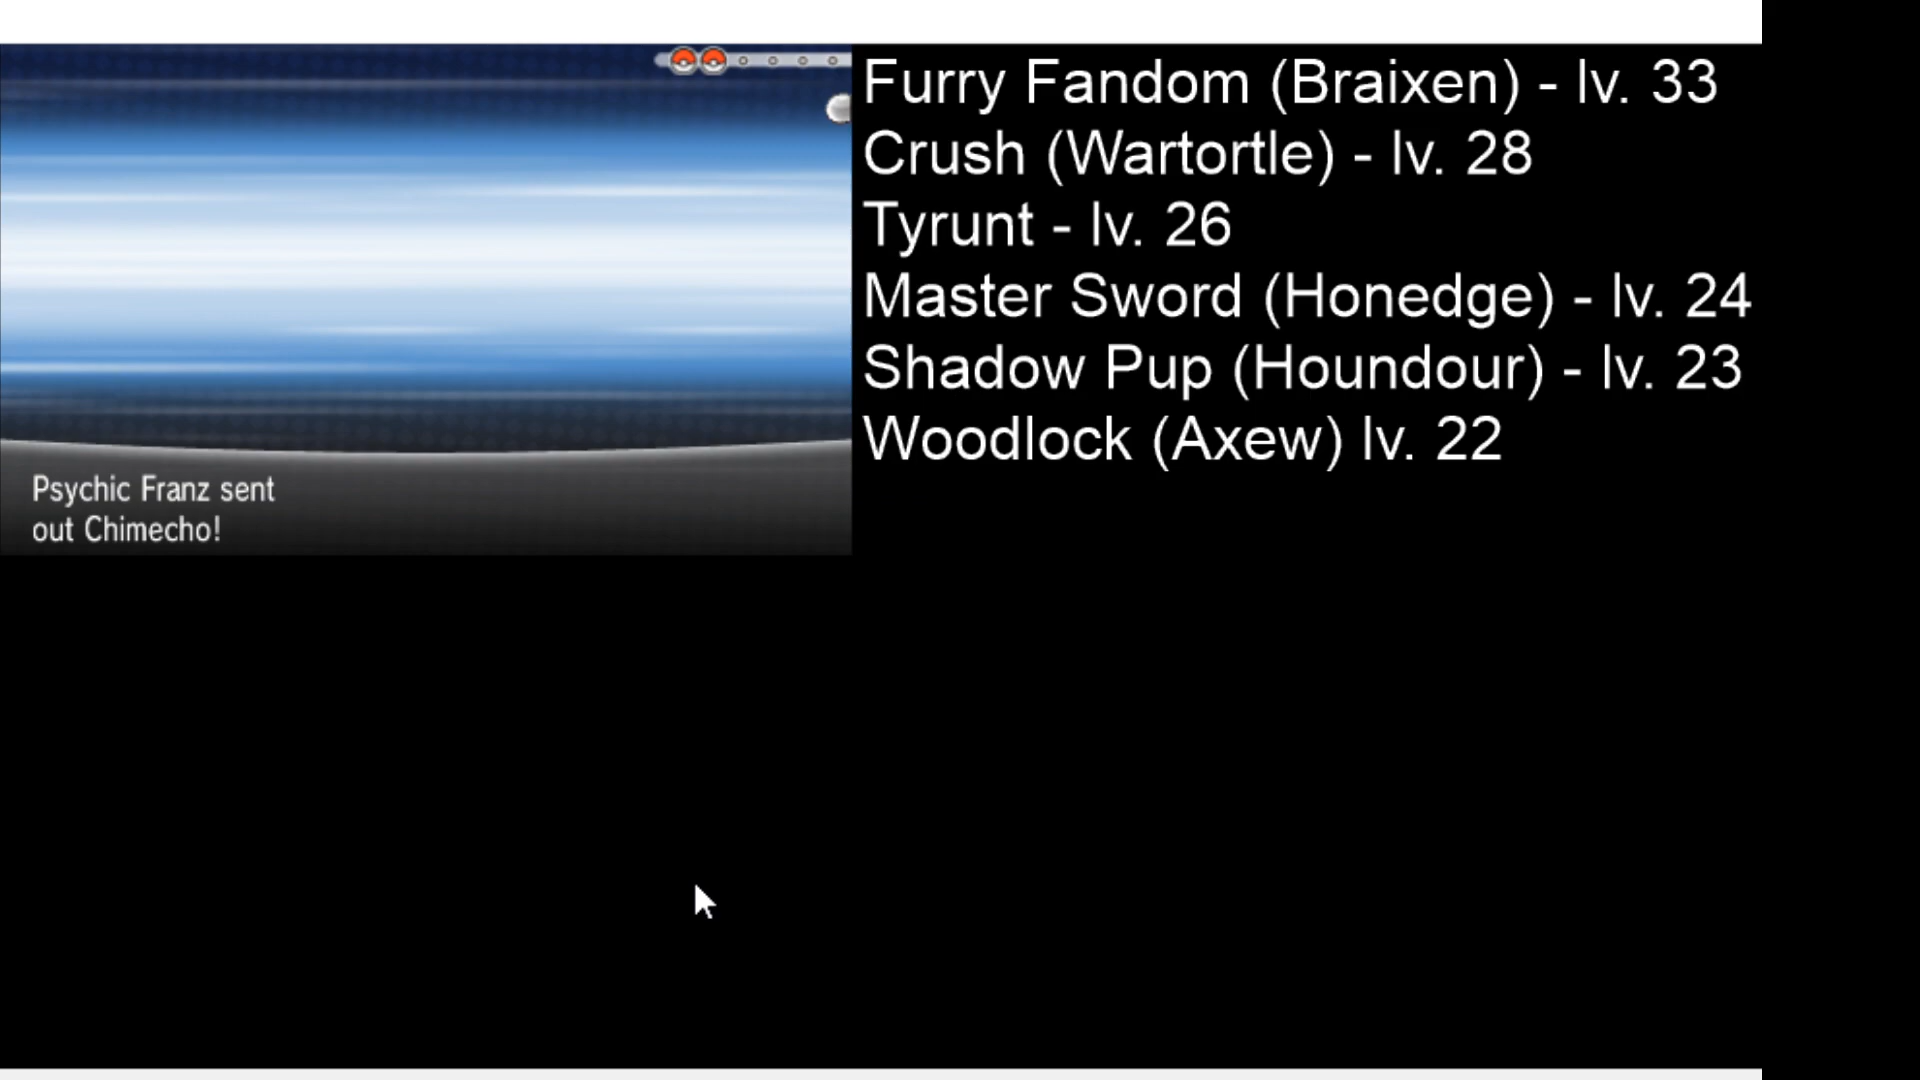 Furry Fandom (Braixen) - lv. 33
Crush (Wartortle) - lv. 28
Tyrunt - lv. 26
Master Sword (Honedge) - lv. 24
Shadow Pup (Houndour) - lv. 23
Woodlock (Axew) lv. 22
Psychic Franz sent
out Chimecho!